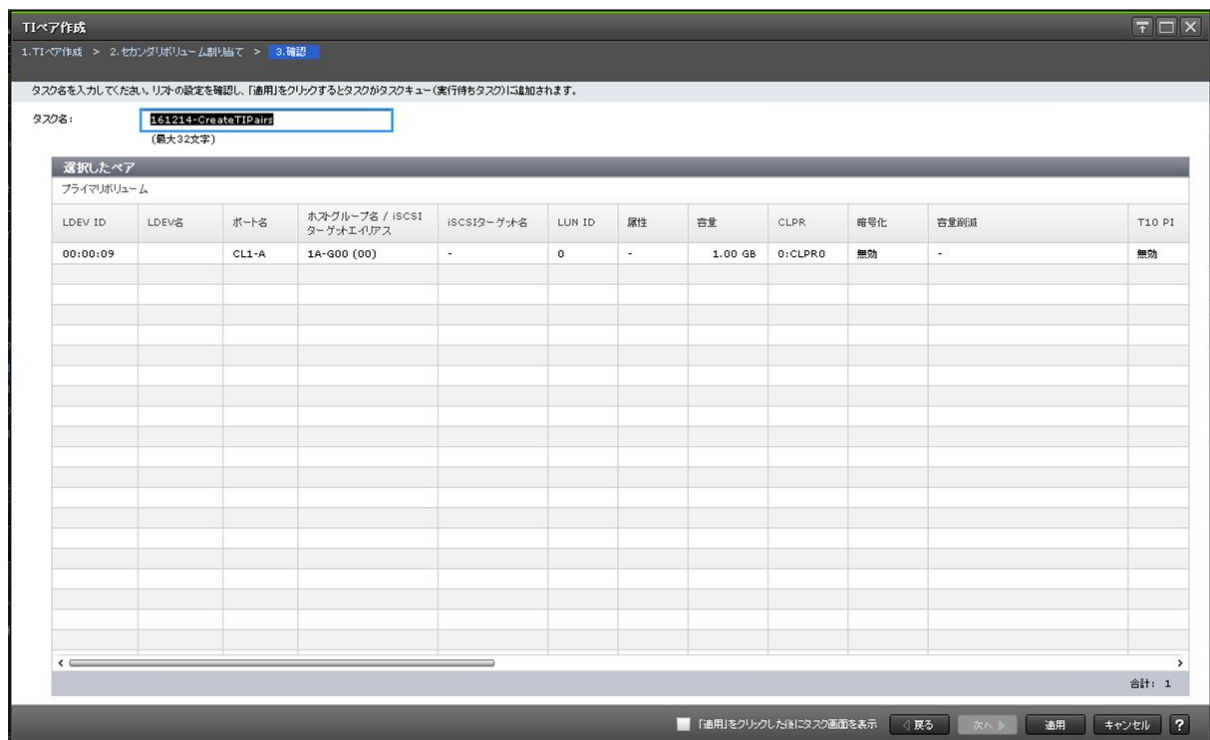 TIペア作成
1.TIペア作成 > 2.セカンダリボリューム割り当て > 3.確認
タスク名を入力してください。リストの設定を確認し、「適用」をクリックするとタスクがタスクキュー(実行待ちタスク)に追加されます。
タスク名: 161214-CreateTIPairs
(最大32文字)
選択したペア
プライマリボリューム
LDEV ID LDEV名 ポート名 ホストグループ名 / iSCSIターゲットエイリアス iSCSIターゲット名 LUN ID 属性 容量 CLPR 暗号化 容量削減 T10 PI
00:00:09 CL1-A 1A-G00 (00) - 0 - 1.00 GB 0:CLPR0 無効 - 無効
合計: 1
「適用」をクリックした後にタスク画面を表示 戻る 次へ 適用 キャンセル ?